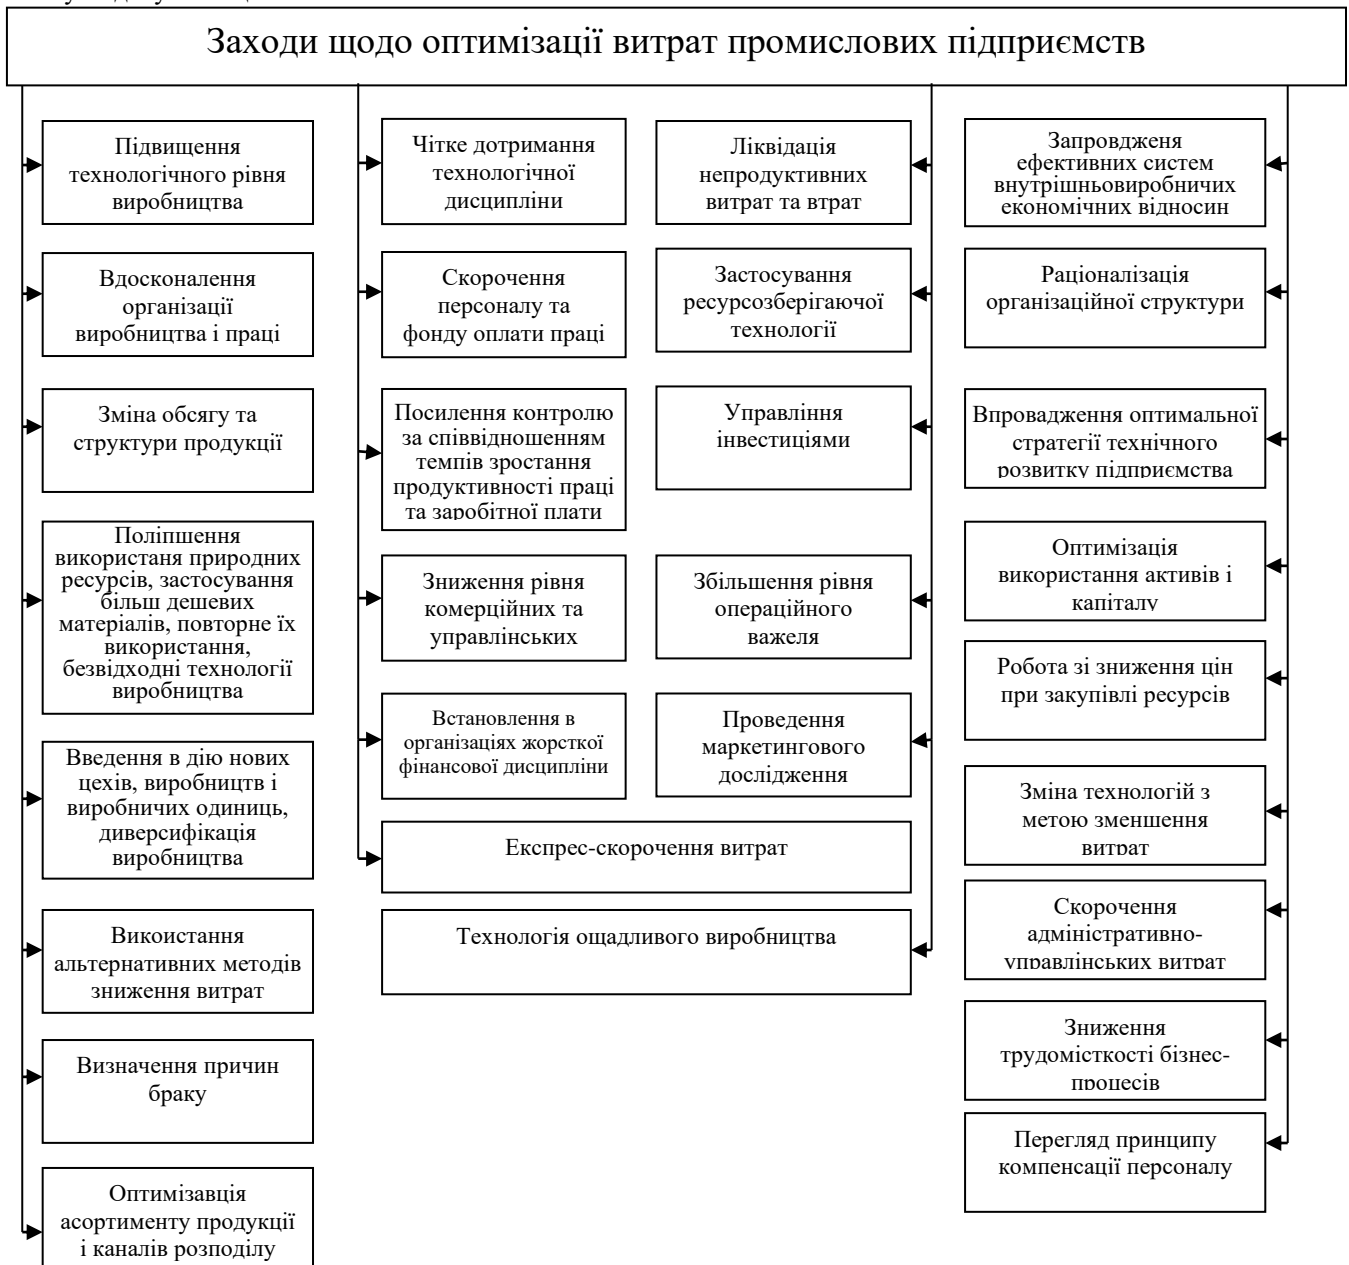 Заходи щодо оптимізації витрат промислових підприємств
Підвищення
технологічного рівня
виробництва
Вдосконалення
організації
виробництва і праці
Зміна обсягу та
структури продукції
Поліпшення
використаня природних
ресурсів, застосування
більш дешевих
матеріалів, повторне їх
використання,
безвідходні технології
виробництва
Введення в дію нових
цехів, виробництв і
виробничих одиниць,
диверсифікація
виробництва
Викоистання
альтернативних методів
зниження витрат
Визначення причин
браку
Оптимізавція
асортименту продукції
і каналів розподілу
Чітке дотримання
технологічної
дисципліни
Скорочення
персоналу та
фонду оплати праці
Посилення контролю
за співвідношенням
темпів зростання
продуктивності праці
та заробітної плати
Зниження рівня
комерційних та
управлінських
Встановлення в
організаціях жорсткої
фінансової дисципліни
Експрес-скорочення витрат
Ліквідація
непродуктивних
витрат та втрат
Застосування
ресурсозберігаючої
технології
Управління
інвестиціями
Збільшення рівня
операційного
важеля
Проведення
маркетингового
дослідження
Технологія ощадливого виробництва
Запровадженя
ефективних систем
внутрішньовиробничих
економічних відносин
Раціоналізація
організаційної структури
Впровадження оптимальної
стратегії технічного
розвитку підприємства
Оптимізація
використання активів і
капіталу
Робота зі зниження цін
при закупівлі ресурсів
Зміна технологій з
метою зменшення
витрат
Скорочення
адміністративно-
управлінських витрат
Зниження
трудомісткості бізнес-
процесів
Перегляд принципу
компенсації персоналу